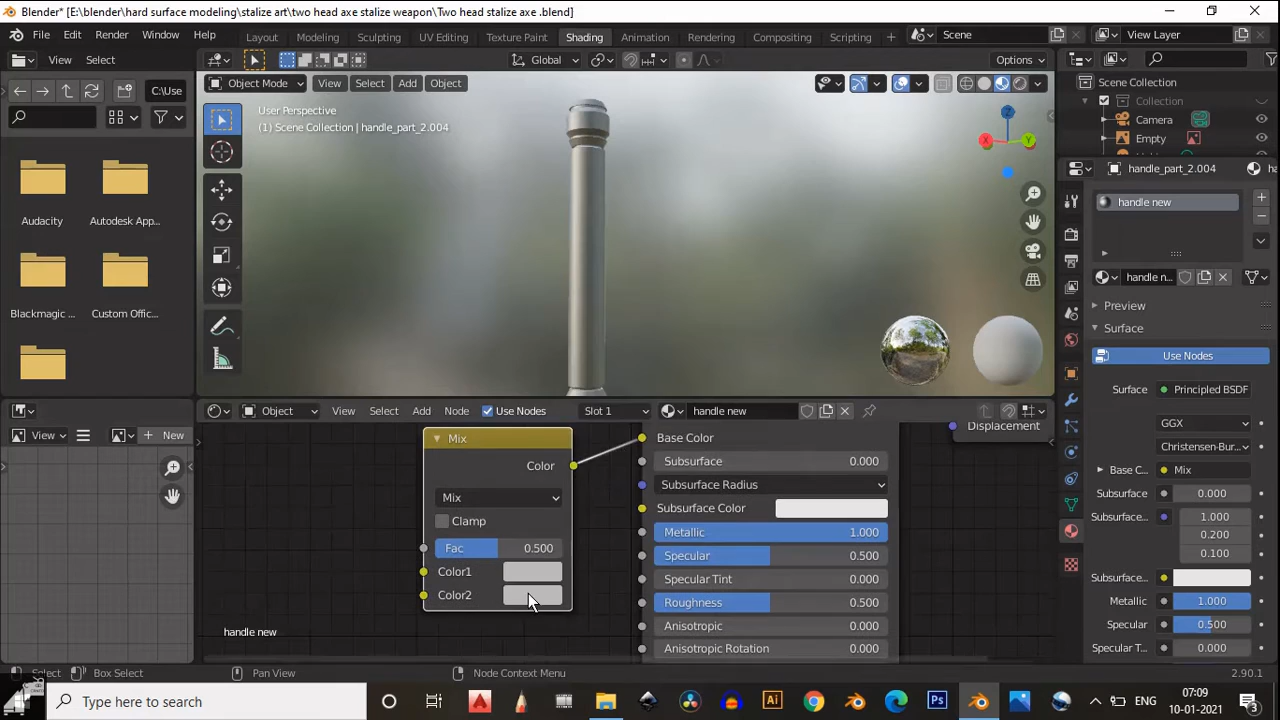 Blender* [E:\blender\hard surface modeling\stalize art\two head axe stalize weapon\Two head stalize axe .blend]
File Edit Render Window Help Layout Modeling Sculpting UV Editing Texture Paint Shading Animation Rendering Compositing Scripting Scene View Layer
View Select Global Options
C:\Use Object Mode View Select Add Object
Scene Collection
Collection
Camera
Empty
User Perspective
(1) Scene Collection | handle_part_2.004
handle_part_2.004
handle new
Audacity Autodesk App...
Blackmagic ... Custom Offic...
handle n...
Preview
Surface
Use Nodes
Surface Principled BSDF
GGX
Christensen-Bur...
Base C... Mix
Subsurface 0.000
Subsurface... 1.000
0.200
0.100
Subsurface...
Metallic 1.000
Specular 0.500
Specular T... 0.000
Object View Select Add Node Use Nodes Slot 1 handle new
View New
Mix
Color
Mix
Clamp
Fac 0.500
Color1
Color2
Displacement
Base Color
Subsurface 0.000
Subsurface Radius
Subsurface Color
Metallic 1.000
Specular 0.500
Specular Tint 0.000
Roughness 0.500
Anisotropic 0.000
Anisotropic Rotation 0.000
handle new
Select Box Select Pan View Node Context Menu 2.90.1
Type here to search ENG 07:09
10-01-2021